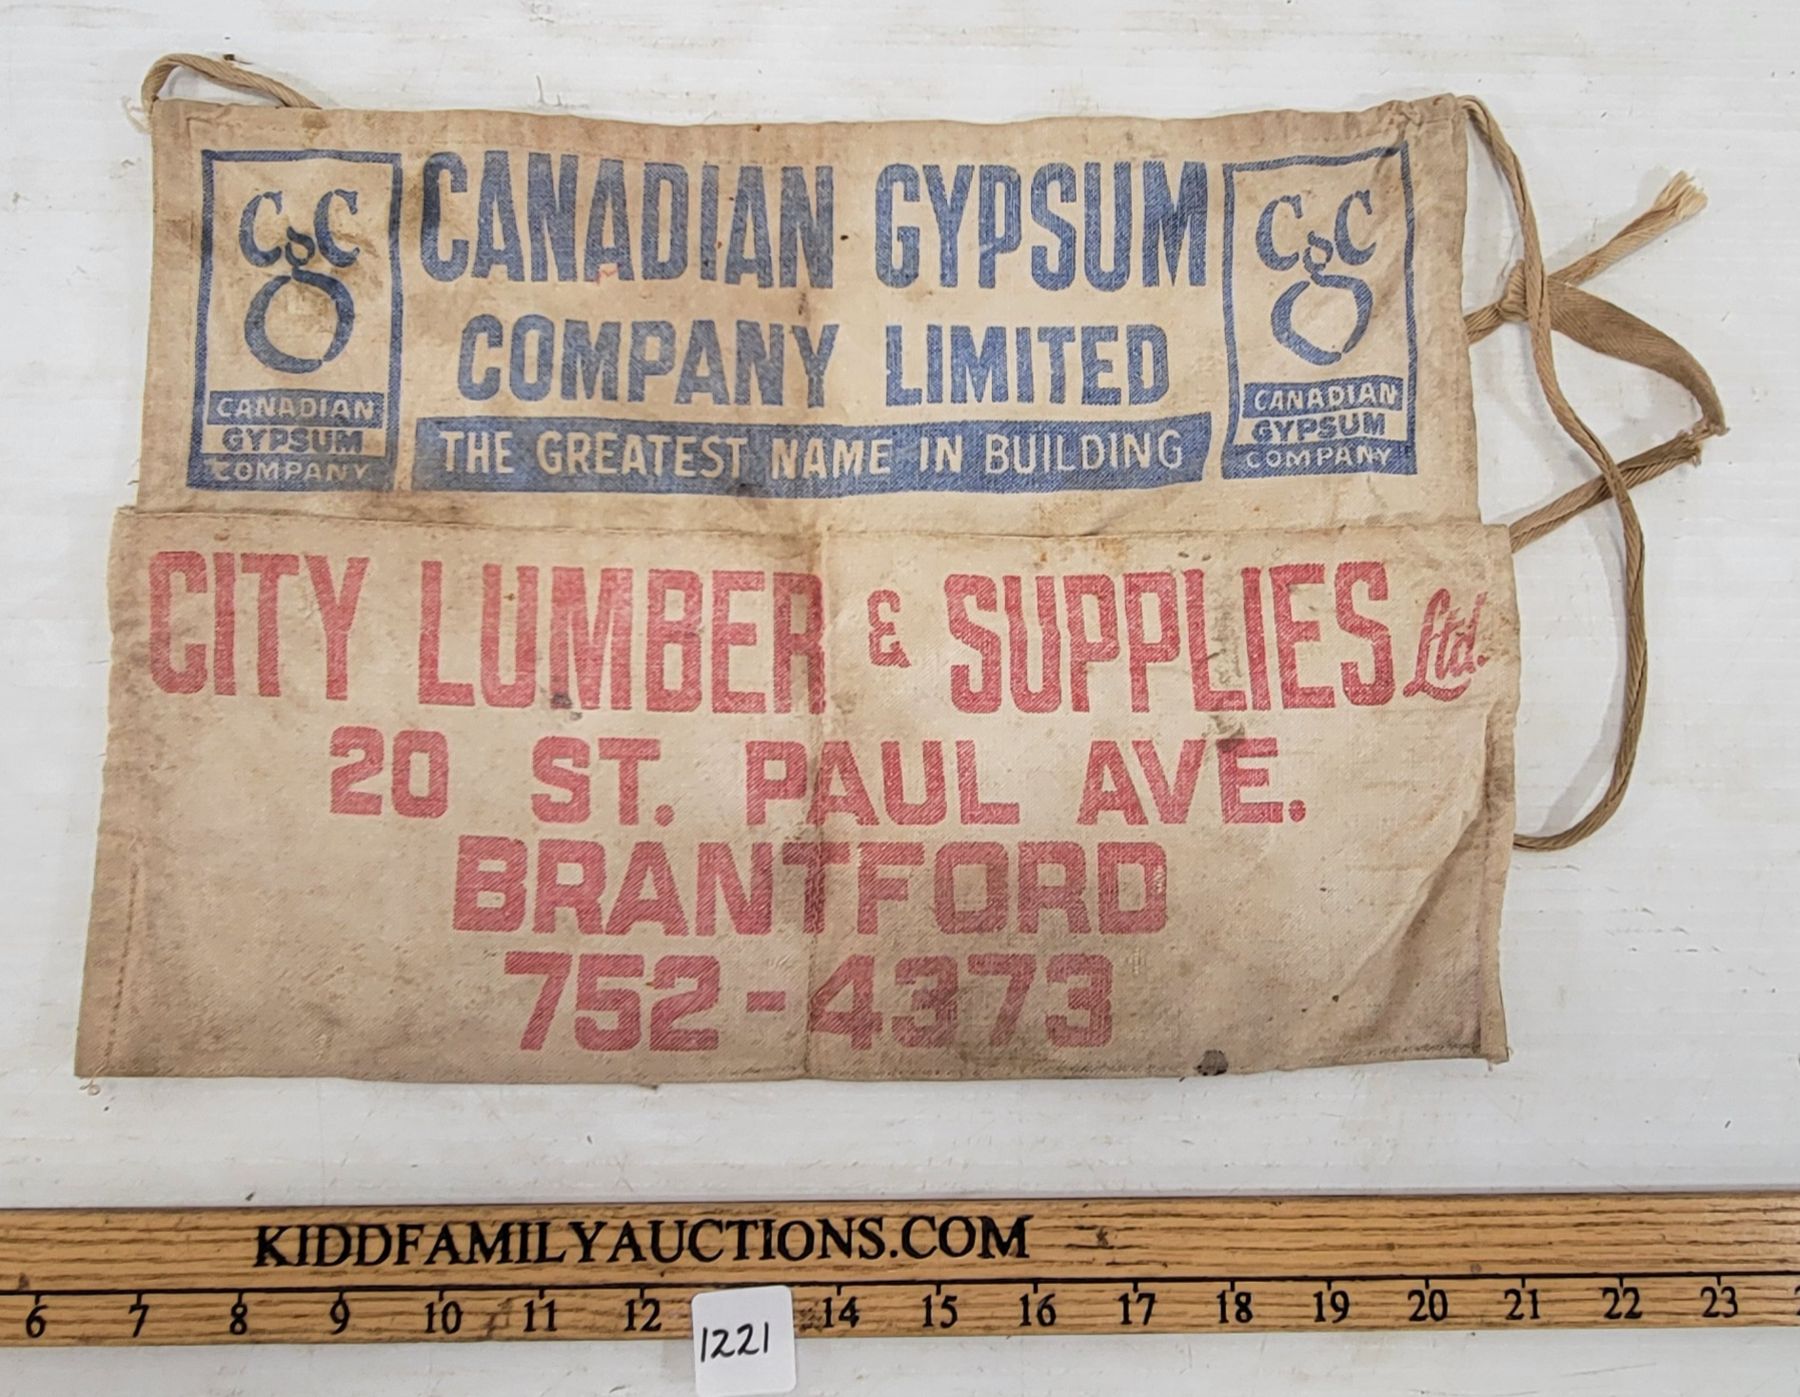 CgC
CANADIAN
GYPSUM
COMPANY
CANADIAN GYPSUM
COMPANY LIMITED
THE GREATEST NAME IN BUILDING
CgC
CANADIAN
GYPSUM
COMPANY
CITY LUMBER & SUPPLIES Ltd.
20 ST. PAUL AVE.
BRANTFORD
752-4373
KIDDFAMILYAUCTIONS.COM
6 7 8 9 10 11 12 14 15 16 17 18 19 20 21 22 23
1221